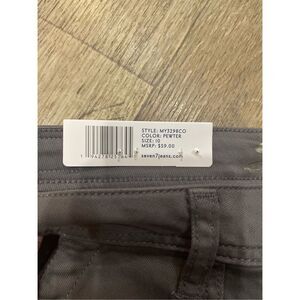 STYLE: MY3298CO
COLOR: PEWTER
SIZE: 10
MSRP: $59.00
seven7jeans.com